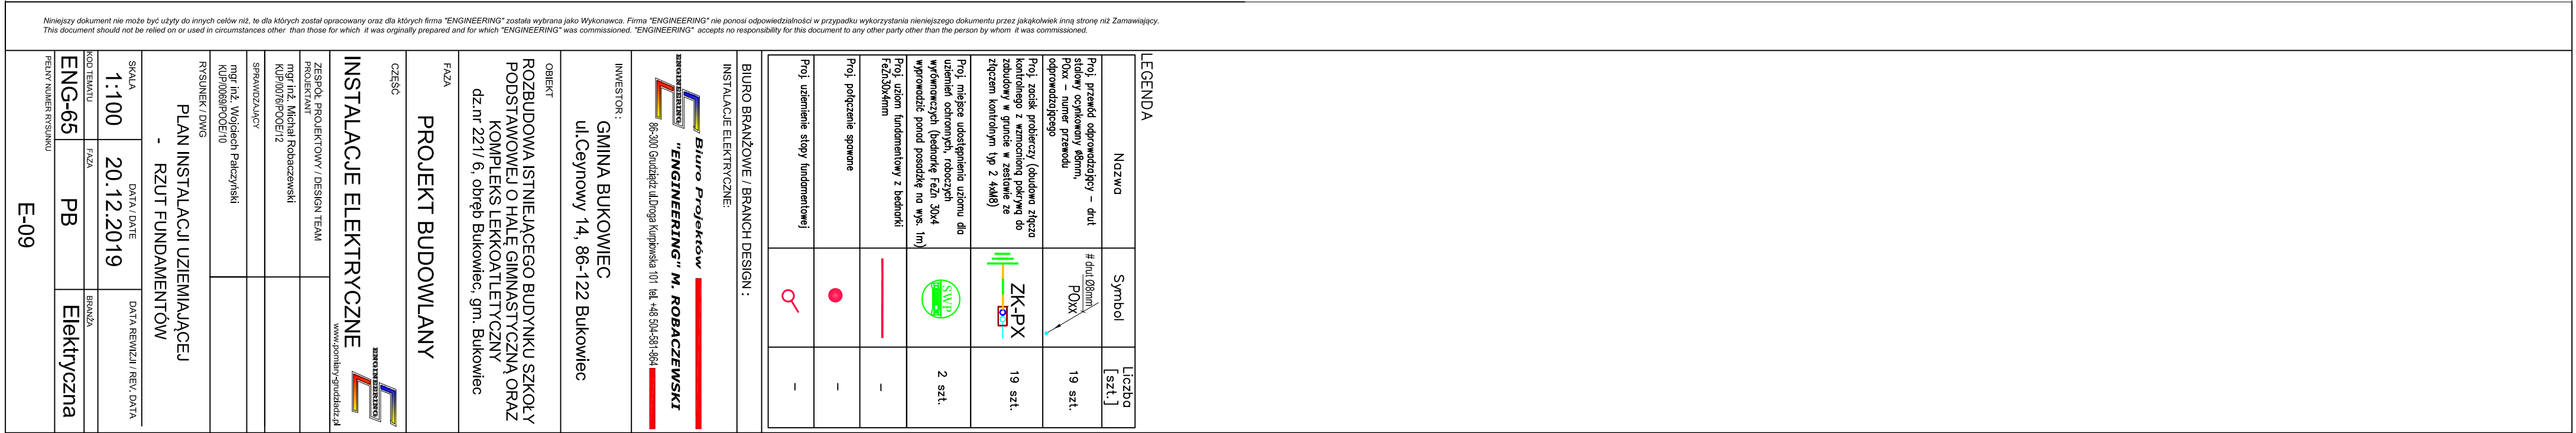 Niniejszy dokument nie może być użyty do innych celów niż, te dla których został opracowany oraz dla których firma "ENGINEERING" została wybrana jako Wykonawca. Firma "ENGINEERING" nie ponosi odpowiedzialności w przypadku wykorzystania nieniejszego dokumentu przez jakąkolwiek inną stronę niż Zamawiający.
This document should not be relied on or used in circumstances other than those for which it was orginally prepared and for which "ENGINEERING" was commissioned. "ENGINEERING" accepts no responsibility for this document to any other party other than the person by whom it was commissioned.
LEGENDA
Nazwa
Symbol
Liczba
[szt.]
Proj. przewód odprowadzający – drut
stalowy ocynkowany Ø8mm,
POxx – numer przewodu
odprowadzającego
# drut Ø8mm
POxx
19 szt.
Proj. zacisk probierczy (obudowa złącza
kontrolnego z wzmocnioną pokrywą do
zabudowy w gruncie w zestawie ze
złączem kontrolnym typ 2 4xM8)
ZK-PX
19 szt.
Proj. miejsce udostępnienia uziomu dla
uziemień ochronnych, roboczych
wyrównawczych (bednarkę FeZn 30x4
wyprowadzić ponad posadzkę na wys. 1m)
SWP
2 szt.
Proj. uziom fundamentowy z bednarki
FeZn30x4mm
–
Proj. połączenie spawane
–
Proj. uziemienie stopy fundamentowej
–
BIURO BRANŻOWE / BRANCH DESIGN :
INSTALACJE ELEKTRYCZNE:
ENGINEERING
Biuro Projektów
"ENGINEERING" M. ROBACZEWSKI
86-300 Grudziądz ul.Droga Kurpiowska 101 tel. +48 504-581-864
INWESTOR :
GMINA BUKOWIEC
ul.Ceynowy 14, 86-122 Bukowiec
OBIEKT
ROZBUDOWA ISTNIEJĄCEGO BUDYNKU SZKOŁY
PODSTAWOWEJ O HALĘ GIMNASTYCZNĄ ORAZ
KOMPLEKS LEKKOATLETYCZNY
dz.nr 221/ 6, obręb Bukowiec, gm. Bukowiec
FAZA
PROJEKT BUDOWLANY
CZĘŚĆ
INSTALACJE ELEKTRYCZNE
ENGINEERING
www.pomiary-grudziadz.pl
ZESPÓŁ PROJEKTOWY / DESIGN TEAM
PROJEKTANT
mgr inż. Michał Robaczewski
KUP/0076/POOE/12
SPRAWDZAJĄCY
mgr inż. Wojciech Palczyński
KUP/0069/POOE/10
RYSUNEK / DWG
PLAN INSTALACJI UZIEMIAJĄCEJ
- RZUT FUNDAMENTÓW
SKALA
1:100
DATA / DATE
20.12.2019
DATA REWIZJI / REV. DATA
KOD TEMATU
ENG-65
FAZA
PB
BRANŻA
Elektryczna
PEŁNY NUMER RYSUNKU
E-09